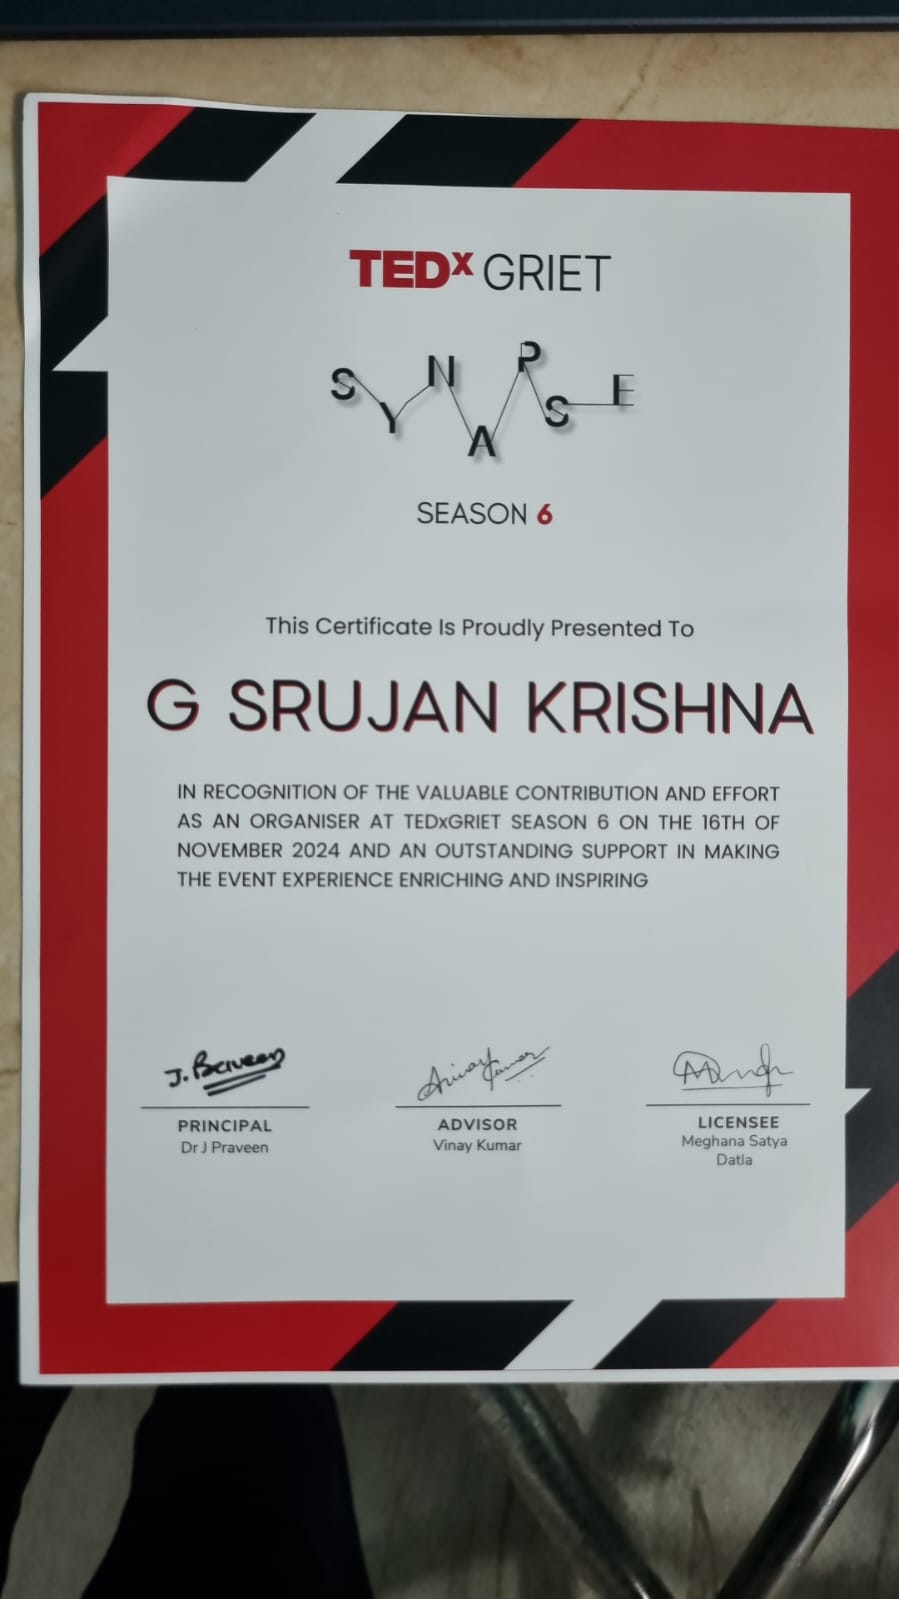 TEDx GRIET
SYNAPSE
SEASON 6
This Certificate Is Proudly Presented To
G SRUJAN KRISHNA
IN RECOGNITION OF THE VALUABLE CONTRIBUTION AND EFFORT
AS AN ORGANISER AT TEDxGRIET SEASON 6 ON THE 16TH OF
NOVEMBER 2024 AND AN OUTSTANDING SUPPORT IN MAKING
THE EVENT EXPERIENCE ENRICHING AND INSPIRING
J. Praveen
PRINCIPAL
Dr J Praveen
Vinay Kumar
ADVISOR
Vinay Kumar
LICENSEE
Meghana Satya
Datla